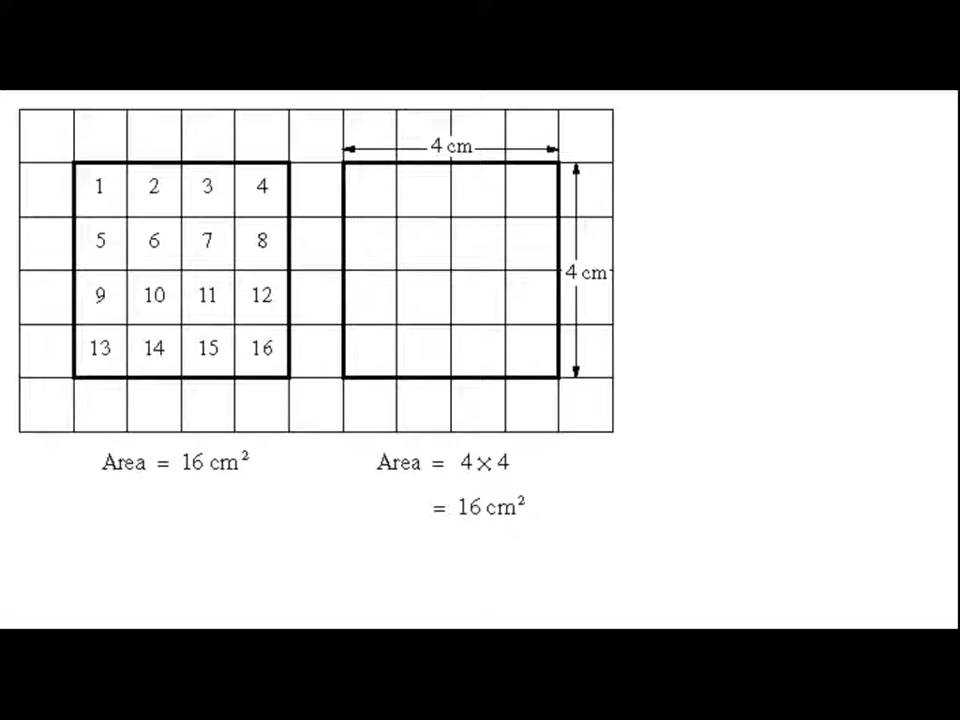 4 cm
1 2 3 4
5 6 7 8
4 cm
9 10 11 12
13 14 15 16
Area = 16 cm²
Area = 4 × 4
= 16 cm²